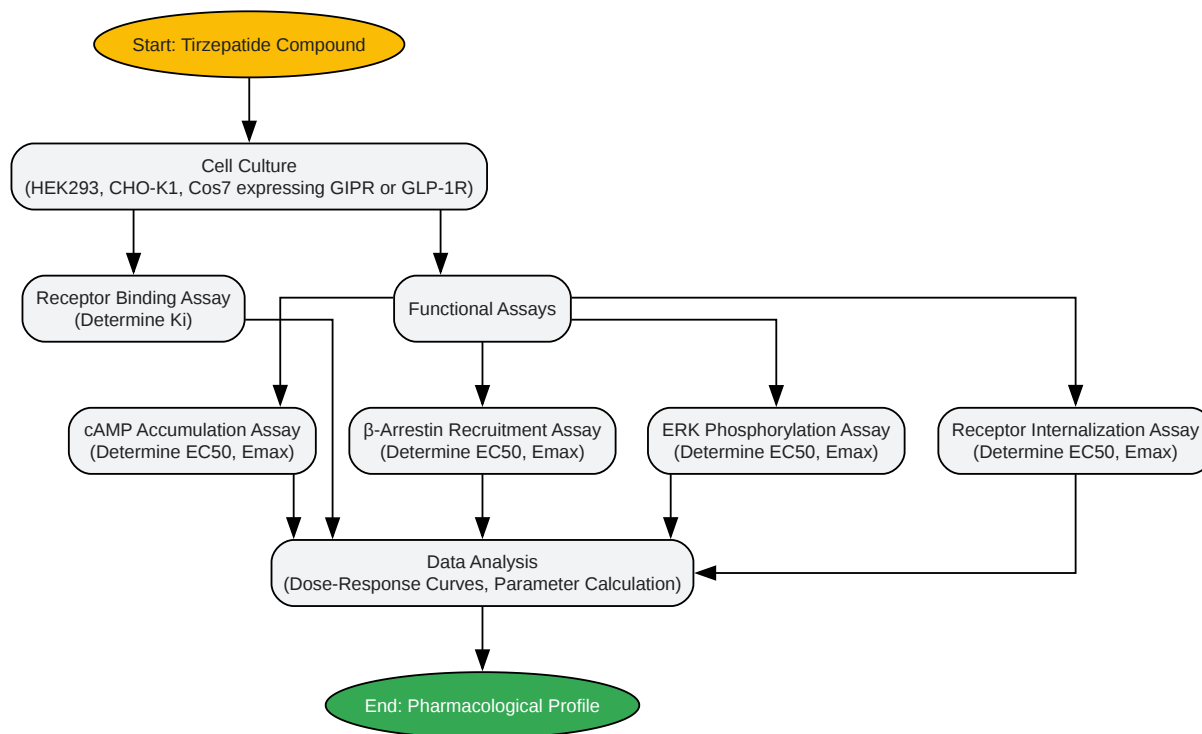 Start: Tirzepatide Compound
Cell Culture
(HEK293, CHO-K1, Cos7 expressing GIPR or GLP-1R)
Receptor Binding Assay
(Determine Ki)
Functional Assays
cAMP Accumulation Assay
(Determine EC50, Emax)
β-Arrestin Recruitment Assay
(Determine EC50, Emax)
ERK Phosphorylation Assay
(Determine EC50, Emax)
Receptor Internalization Assay
(Determine EC50, Emax)
Data Analysis
(Dose-Response Curves, Parameter Calculation)
End: Pharmacological Profile